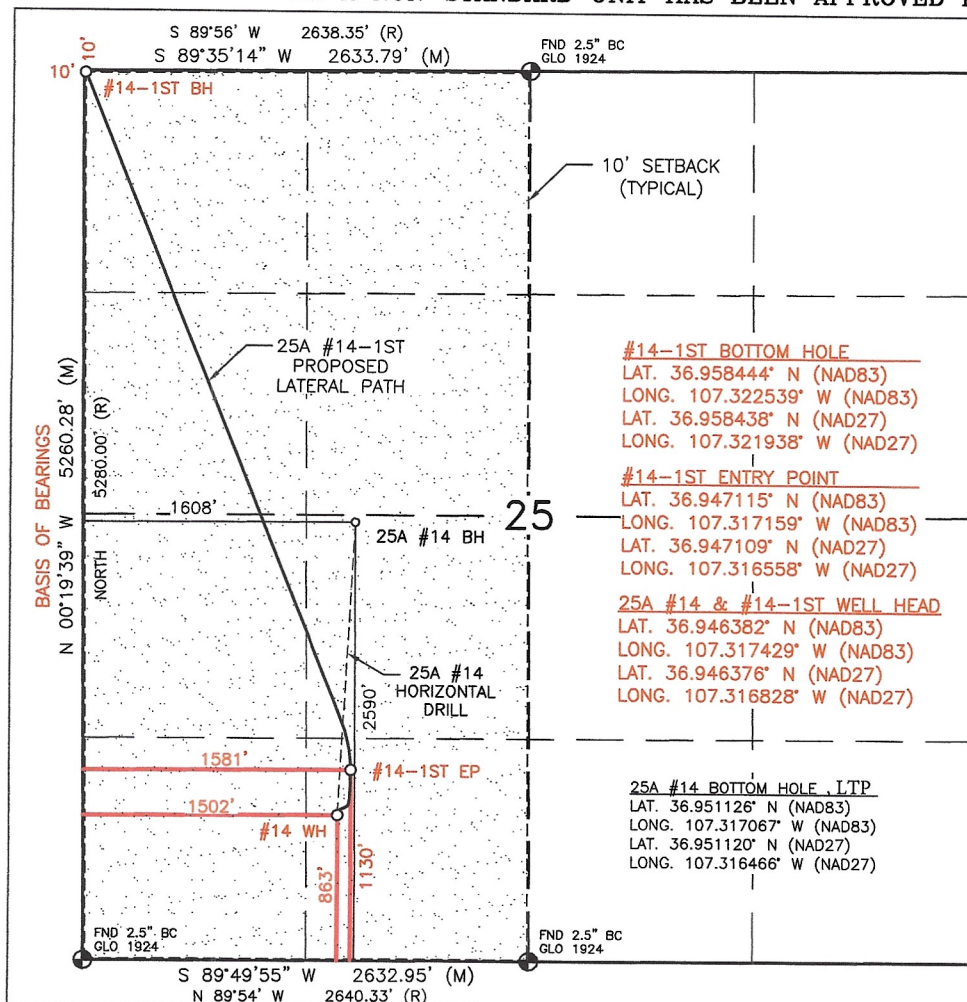 STANDARD UNIT HAS BEEN APPROVED
S 89°56' W 2638.35' (R)
S 89°35'14" W 2633.79' (M)
FND 2.5" BC
GLO 1924
10'
10'
#14-1ST BH
10' SETBACK
(TYPICAL)
25A #14-1ST
PROPOSED
LATERAL PATH
#14-1ST BOTTOM HOLE
LAT. 36.958444° N (NAD83)
LONG. 107.322539° W (NAD83)
LAT. 36.958438° N (NAD27)
LONG. 107.321938° W (NAD27)
#14-1ST ENTRY POINT
LAT. 36.947115° N (NAD83)
LONG. 107.317159° W (NAD83)
LAT. 36.947109° N (NAD27)
LONG. 107.316558° W (NAD27)
25A #14 & #14-1ST WELL HEAD
LAT. 36.946382° N (NAD83)
LONG. 107.317429° W (NAD83)
LAT. 36.946376° N (NAD27)
LONG. 107.316828° W (NAD27)
BASIS OF BEARINGS
N 00°19'39" W 5260.28' (M)
NORTH 5280.00' (R)
1608'
25
25A #14 BH
25A #14
HORIZONTAL
DRILL
2590'
1581'
#14-1ST EP
1502'
#14 WH
863'
1130'
25A #14 BOTTOM HOLE , LTP
LAT. 36.951126° N (NAD83)
LONG. 107.317067° W (NAD83)
LAT. 36.951120° N (NAD27)
LONG. 107.316466° W (NAD27)
FND 2.5" BC
GLO 1924
FND 2.5" BC
GLO 1924
S 89°49'55" W 2632.95' (M)
N 89°54' W 2640.33' (R)